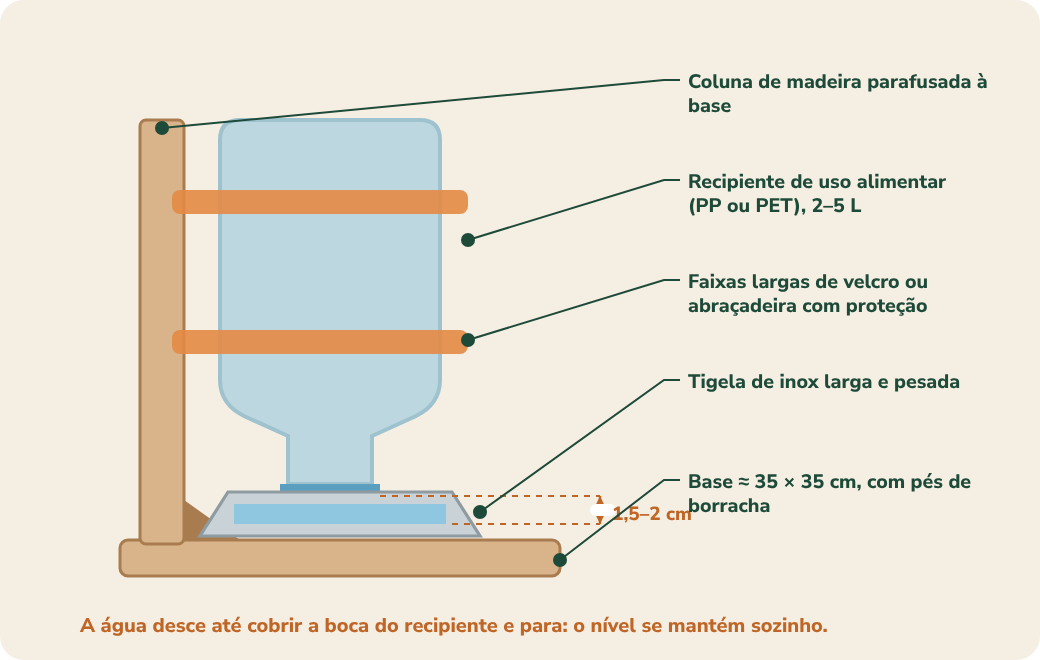 Coluna de madeira parafusada à
base
Recipiente de uso alimentar
(PP ou PET), 2–5 L
Faixas largas de velcro ou
abraçadeira com proteção
Tigela de inox larga e pesada
Base ≈ 35 × 35 cm, com pés de
borracha
1,5–2 cm
A água desce até cobrir a boca do recipiente e para: o nível se mantém sozinho.